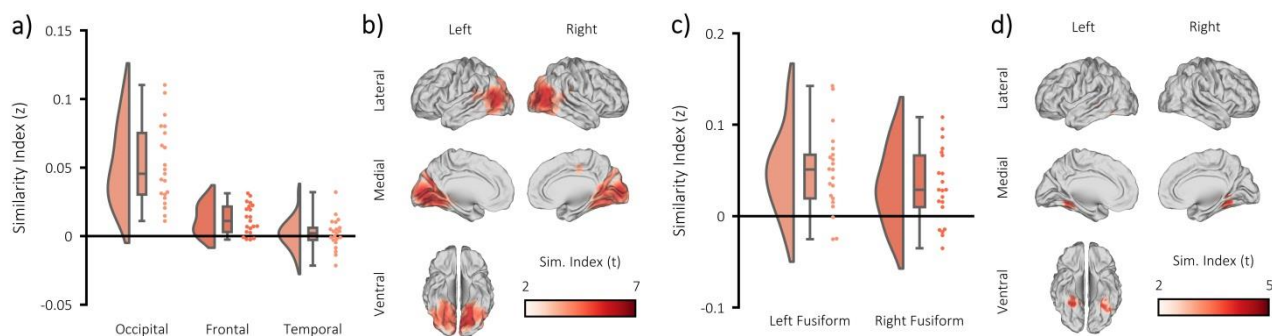 a)
Similarity Index (z)
0.15
0.1
0.05
0
-0.05
Occipital Frontal Temporal
b)
Left Right
Lateral
Medial
Ventral
Sim. Index (t)
2 7
c)
Similarity Index (z)
0.2
0.1
0
-0.1
Left Fusiform Right Fusiform
d)
Left Right
Lateral
Medial
Ventral
Sim. Index (t)
2 5